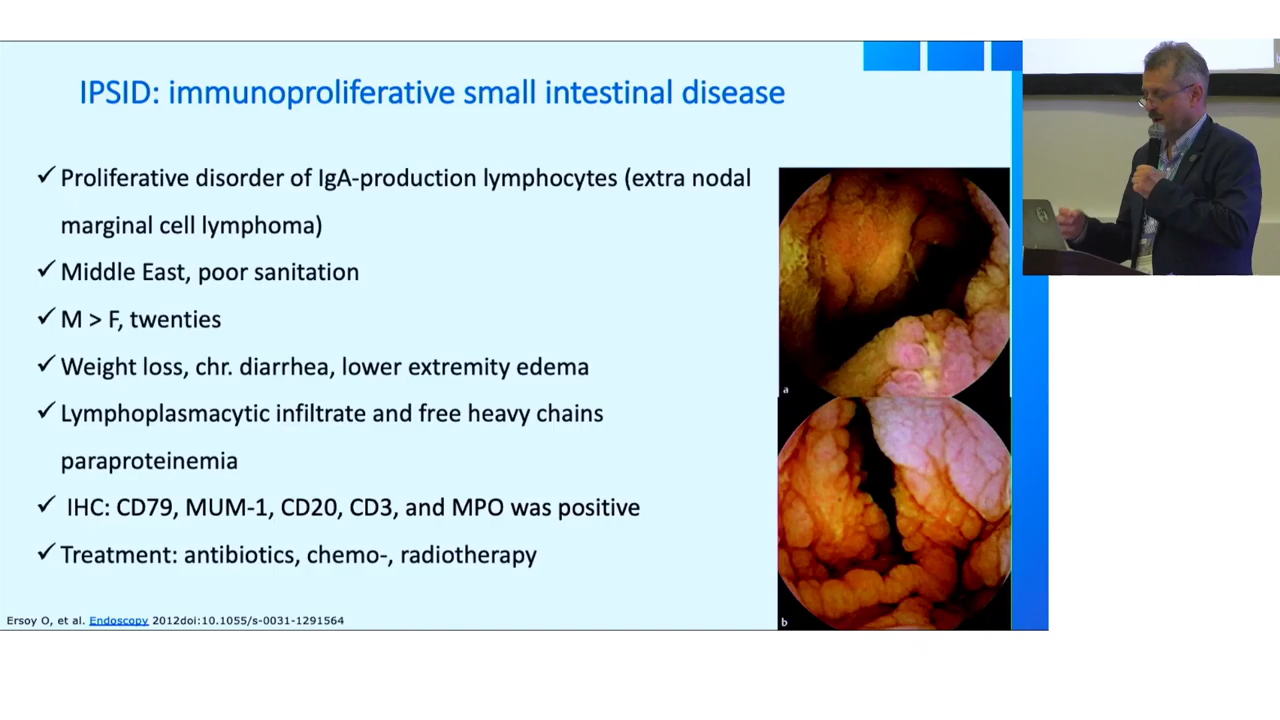 IPSID: immunoproliferative small intestinal disease
✓ Proliferative disorder of IgA-production lymphocytes (extra nodal
marginal cell lymphoma)
✓ Middle East, poor sanitation
✓ M > F, twenties
✓ Weight loss, chr. diarrhea, lower extremity edema
✓ Lymphoplasmacytic infiltrate and free heavy chains
paraproteinemia
✓ IHC: CD79, MUM-1, CD20, CD3, and MPO was positive
✓ Treatment: antibiotics, chemo-, radiotherapy
a
b
Ersoy O, et al. Endoscopy 2012doi:10.1055/s-0031-1291564